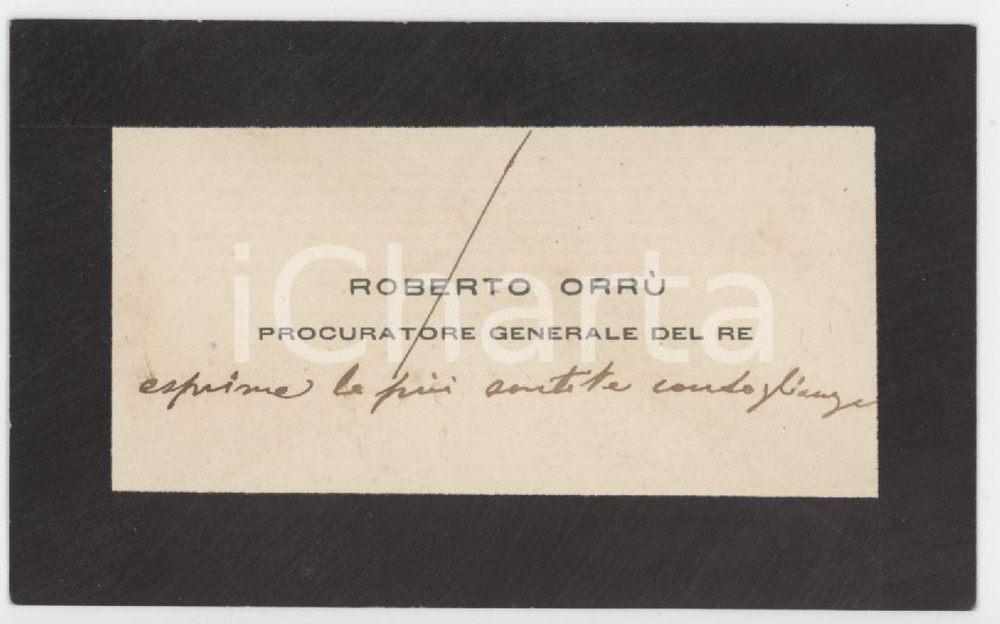 iCharta
ROBERTO ORRÙ
PROCURATORE GENERALE DEL RE
esprime le più sentite condoglianze